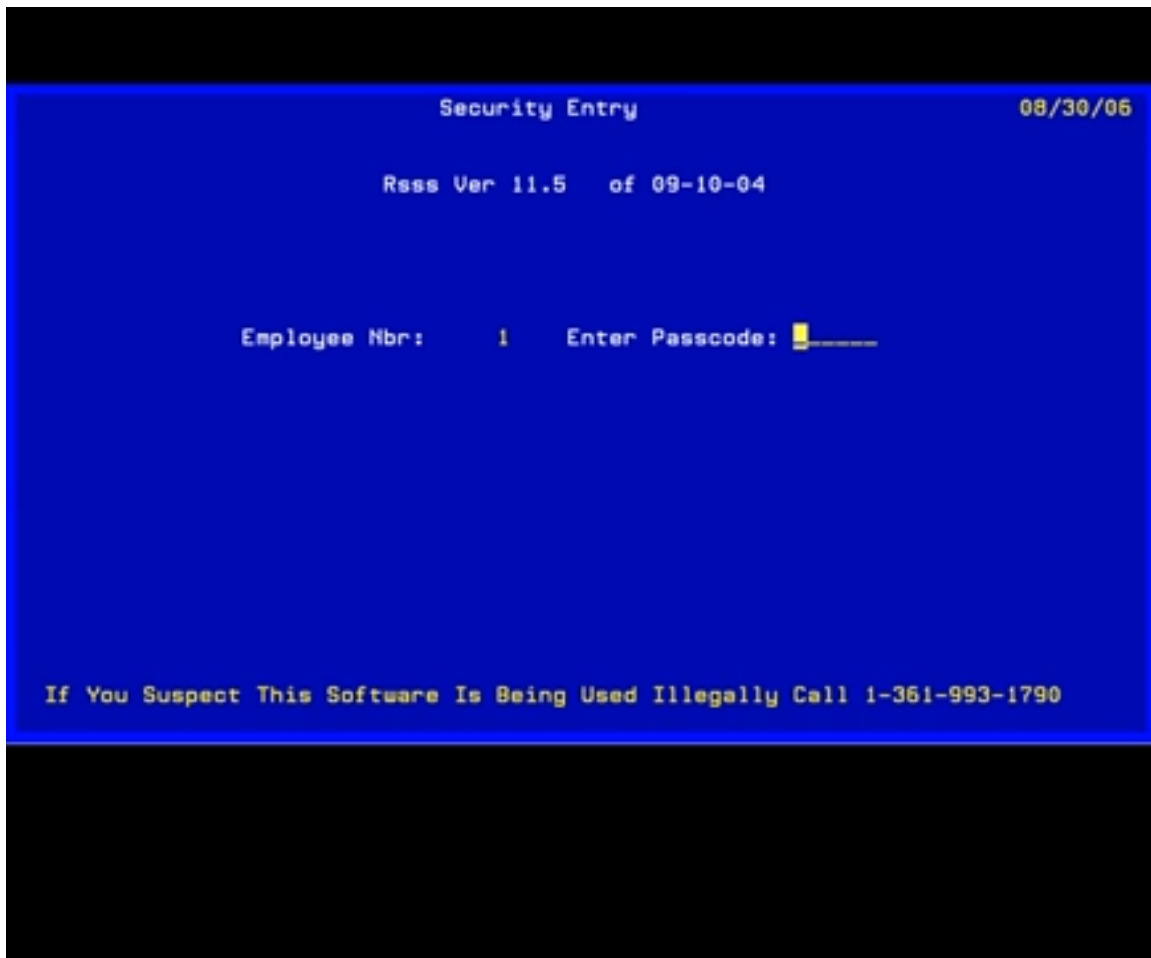 Security Entry 08/30/06
Rsss Ver 11.5 of 09-10-04
Employee Nbr: 1 Enter Passcode: ______
If You Suspect This Software Is Being Used Illegally Call 1-361-993-1790